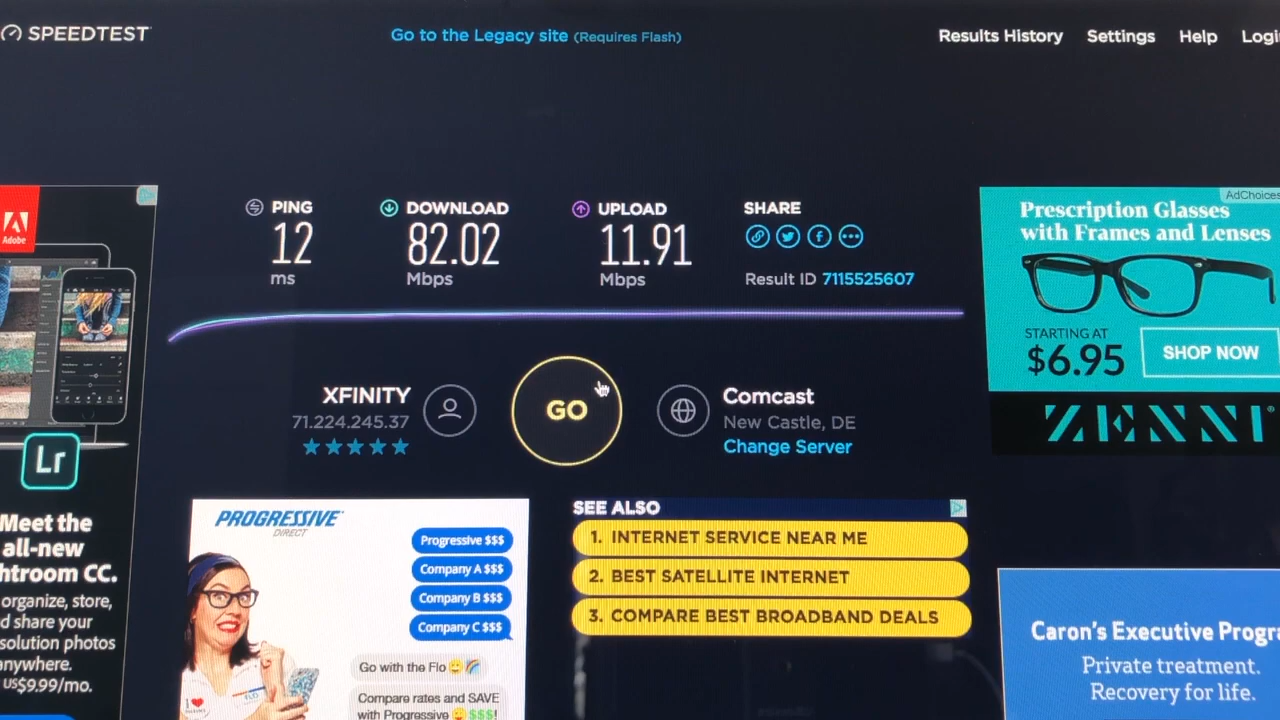 SPEEDTEST
Go to the Legacy site (Requires Flash)
Results History Settings Help
PING
12
ms
DOWNLOAD
82.02
Mbps
UPLOAD
11.91
Mbps
SHARE
Result ID 7115525607
XFINITY
71.224.245.37
GO
Comcast
New Castle, DE
Change Server
Adobe
Lr
Meet the
all-new
htroom CC.
organize, store,
d share your
solution photos
anywhere.
US$9.99/mo.
AdChoices
Prescription Glasses
with Frames and Lenses
STARTING AT
$6.95
SHOP NOW
ZENNI
PROGRESSIVE
DIRECT
Progressive $$$
Company A $$$
Company B $$$
Company C $$$
Go with the Flo😀🌈
Compare rates and SAVE
with Progressive 😀 $$$!
I ❤
FLO
SEE ALSO
1. INTERNET SERVICE NEAR ME
2. BEST SATELLITE INTERNET
3. COMPARE BEST BROADBAND DEALS
Caron's Executive Progra
Private treatment.
Recovery for life.